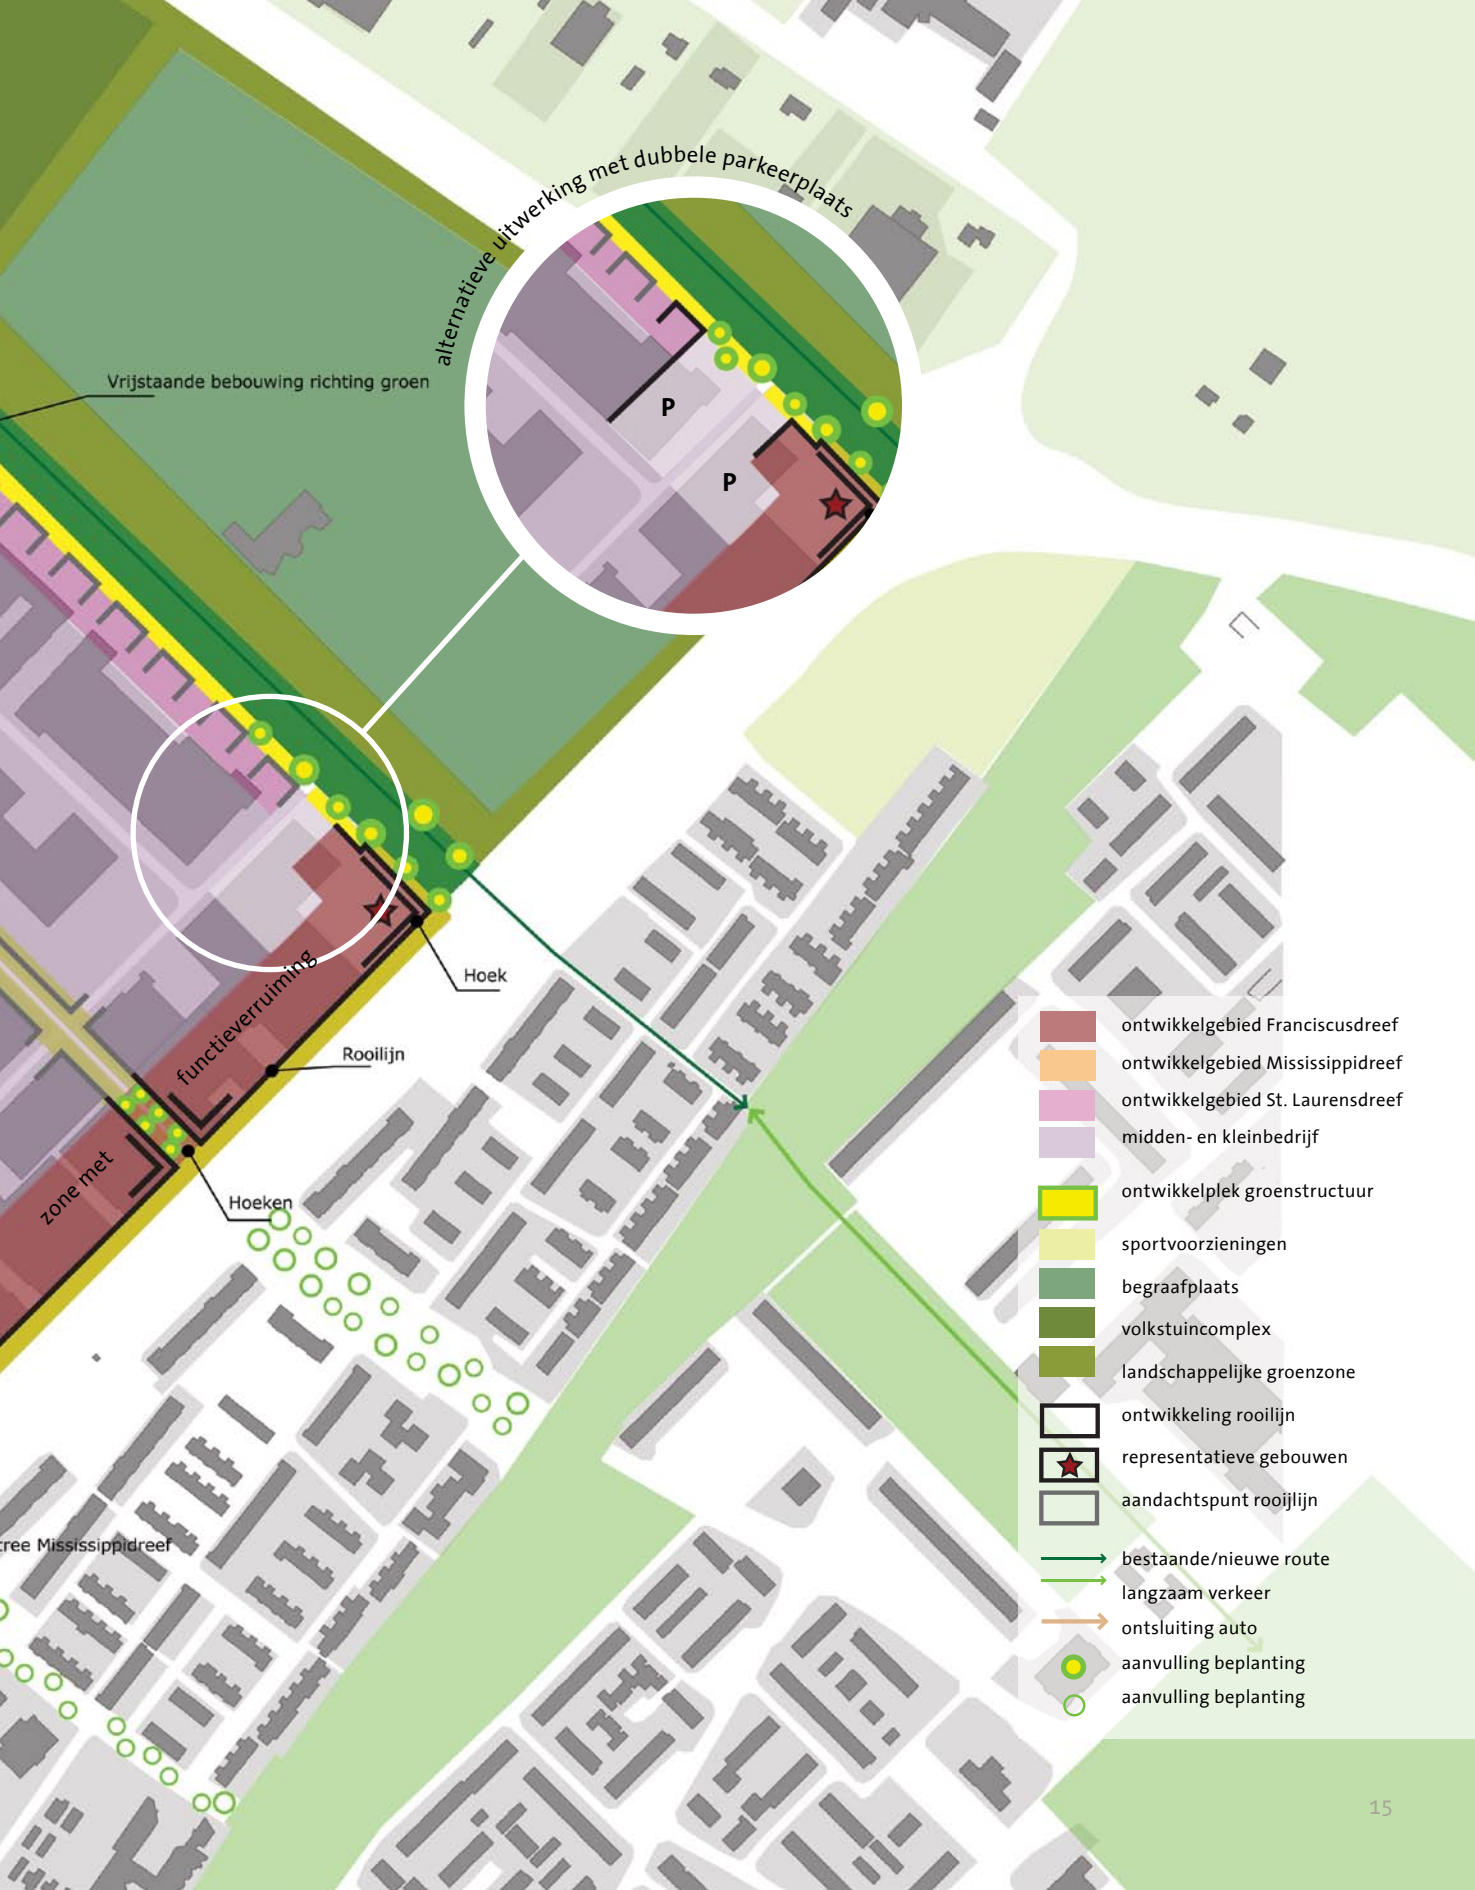 alternatieve uitwerking met dubbele parkeerplaats
Vrijstaande bebouwing richting groen
P
P
Hoek
functieverruiming
Rooilijn
zone met
Hoeken
Mississippidreef
ontwikkelgebied Franciscusdreef
ontwikkelgebied Mississippidreef
ontwikkelgebied St. Laurensdreef
midden- en kleinbedrijf
ontwikkelplek groenstructuur
sportvoorzieningen
begraafplaats
volkstuincomplex
landschappelijke groenzone
ontwikkeling rooilijn
representatieve gebouwen
aandachtspunt rooijlijn
bestaande/nieuwe route
langzaam verkeer
ontsluiting auto
aanvulling beplanting
aanvulling beplanting
15